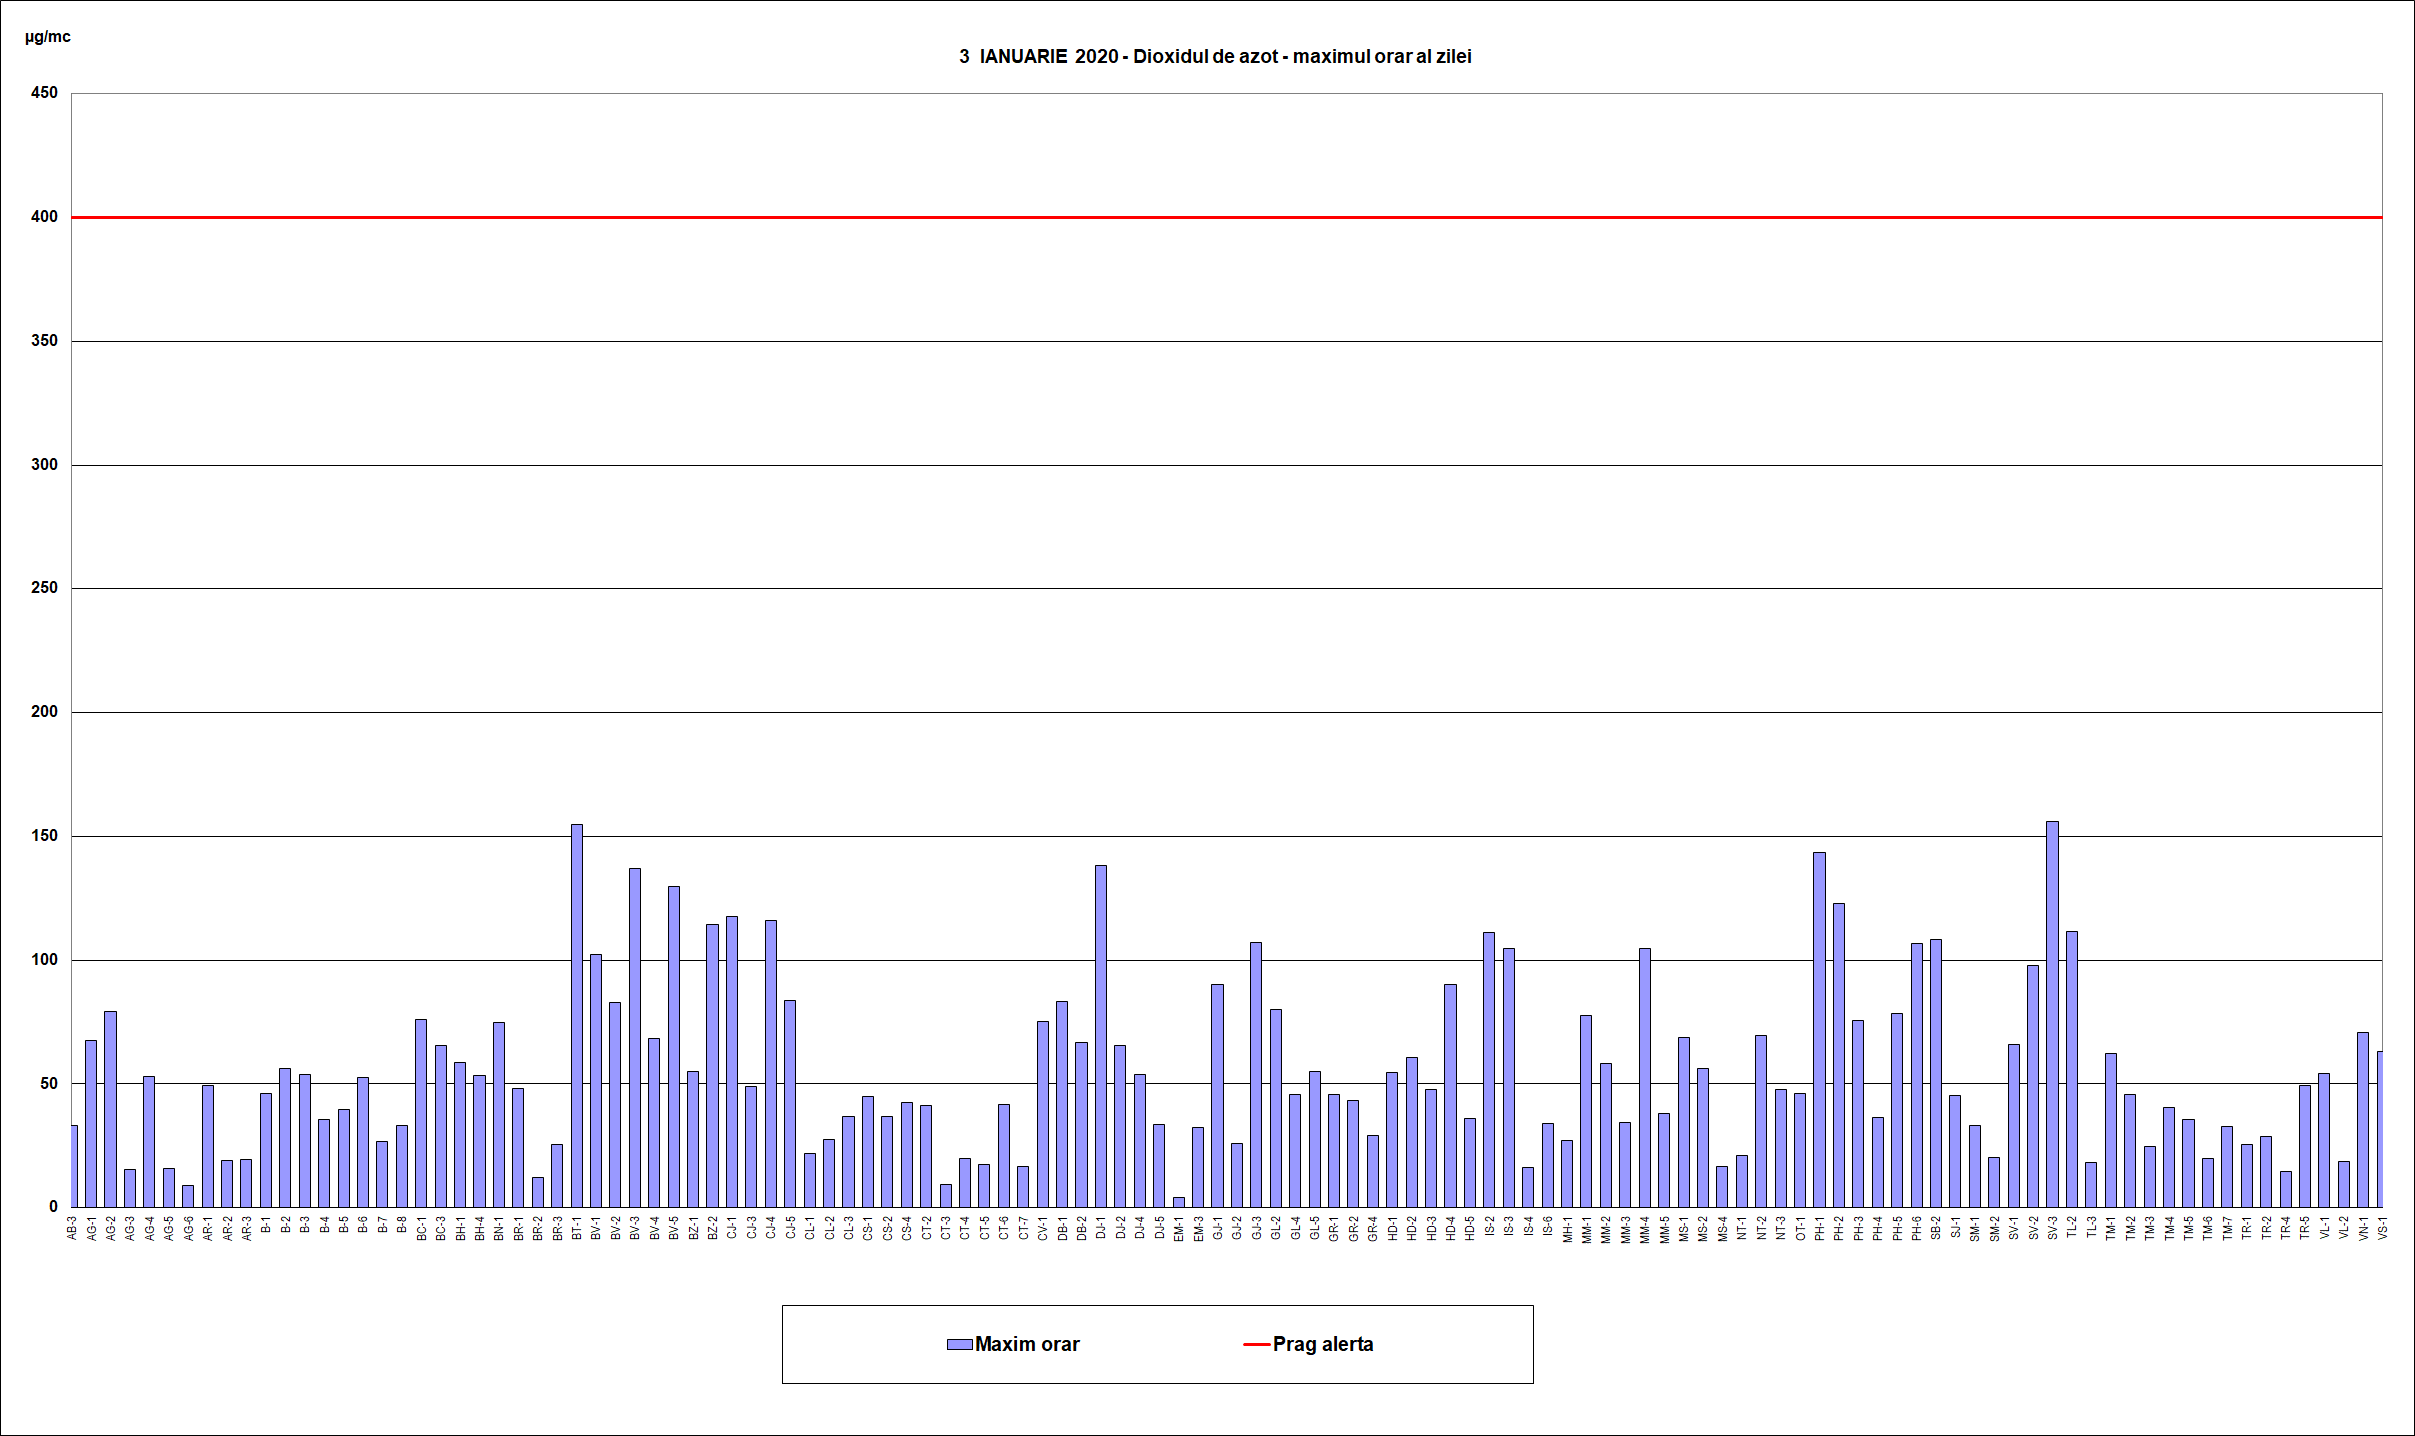 µg/mc
3 IANUARIE 2020 - Dioxidul de azot - maximul orar al zilei
450
400
350
300
250
200
150
100
50
0
AB-3 AG-1 AG-2 AG-3 AG-4 AG-5 AG-6 AR-1 AR-2 AR-3 B-1 B-2 B-3 B-4 B-5 B-6 B-7 B-8 BC-1 BC-3 BH-1 BH-4 BN-1 BR-1 BR-2 BR-3 BT-1 BV-1 BV-2 BV-3 BV-4 BV-5 BZ-1 BZ-2 CJ-1 CJ-3 CJ-4 CJ-5 CL-1 CL-2 CL-3 CS-1 CS-2 CS-4 CT-2 CT-3 CT-4 CT-5 CT-6 CT-7 CV-1 DB-1 DB-2 DJ-1 DJ-2 DJ-4 DJ-5 EM-1 EM-3 GJ-1 GJ-2 GJ-3 GL-2 GL-4 GL-5 GR-1 GR-2 GR-4 HD-1 HD-2 HD-3 HD-4 HD-5 IS-2 IS-3 IS-4 IS-6 MH-1 MM-1 MM-2 MM-3 MM-4 MM-5 MS-1 MS-2 MS-4 NT-1 NT-2 NT-3 OT-1 PH-1 PH-2 PH-3 PH-4 PH-5 PH-6 SB-2 SJ-1 SM-1 SM-2 SV-1 SV-2 SV-3 TL-2 TL-3 TM-1 TM-2 TM-3 TM-4 TM-5 TM-6 TM-7 TR-1 TR-2 TR-4 TR-5 VL-1 VL-2 VN-1 VS-1
Maxim orar
Prag alerta